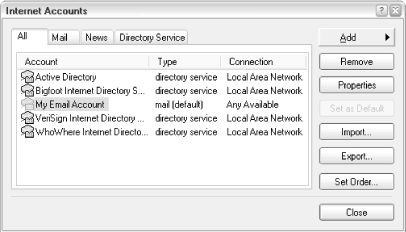 Internet Accounts
All Mail News Directory Service
Add
Account Type Connection
Active Directory directory service Local Area Network
Bigfoot Internet Directory S... directory service Local Area Network
My Email Account mail (default) Any Available
VeriSign Internet Directory ... directory service Local Area Network
WhoWhere Internet Directo... directory service Local Area Network
Remove
Properties
Set as Default
Import...
Export...
Set Order...
Close